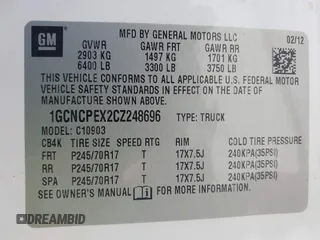 GM
MFD BY GENERAL MOTORS LLC
02/12
GVWR GAWR FRT GAWR RR
2903 KG 1497 KG 1701 KG
6400 LB 3300 LB 3750 LB
THIS VEHICLE CONFORMS TO ALL APPLICABLE U.S. FEDERAL MOTOR
VEHICLE SAFETY AND THEFT PREVENTION STANDARDS IN EFFECT
ON THE DATE OF MANUFACTURE SHOWN ABOVE.
1GCNCPEX2CZ248696 TYPE: TRUCK
MODEL: C10903
CB4K TIRE SIZE SPEED RTG RIM COLD TIRE PRESSURE
FRT P245/70R17 T 17X7.5J 240KPA(35PSI)
RR P245/70R17 T 17X7.5J 240KPA(35PSI)
SPA P245/70R17 T 17X7.5J 240KPA(35PSI)
SEE OWNER'S MANUAL FOR MORE INFORMATION.
DREAMBID